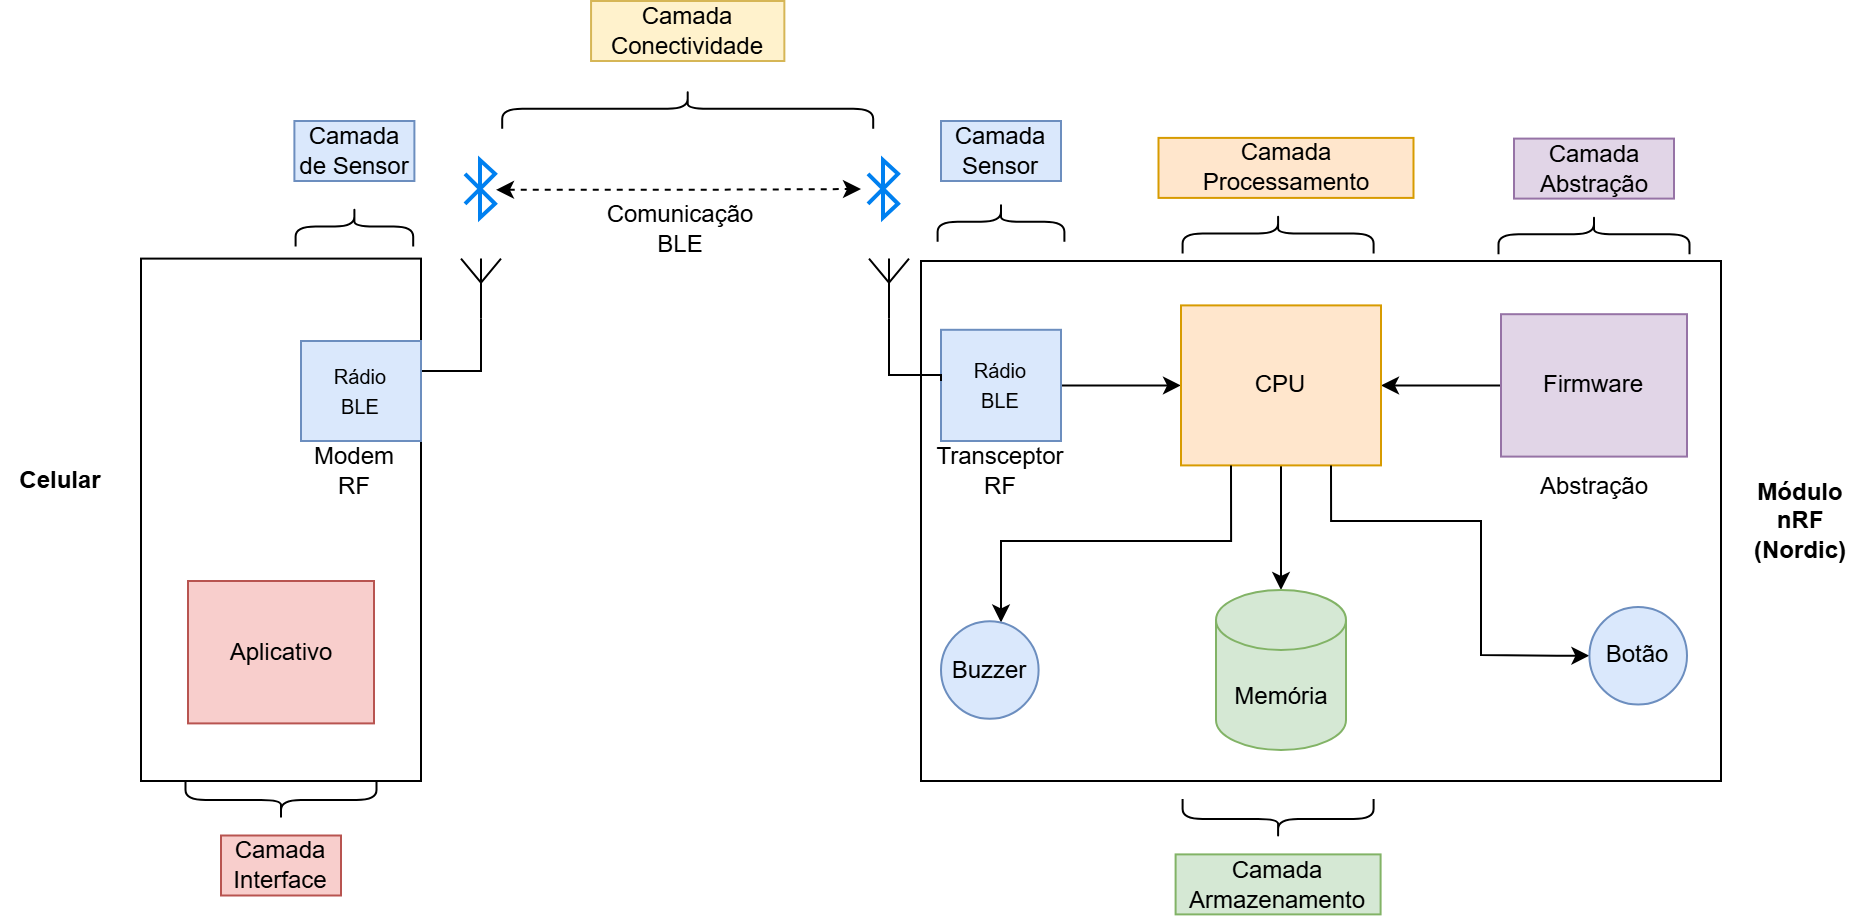 Camada
Conectividade
Camada
de Sensor
Camada
Sensor
Camada
Processamento
Camada
Abstração
Comunicação
BLE
Rádio
BLE
Modem
RF
Rádio
BLE
Transceptor
RF
CPU
Firmware
Abstração
Celular
Módulo
nRF
(Nordic)
Aplicativo
Buzzer
Memória
Botão
Camada
Interface
Camada
Armazenamento